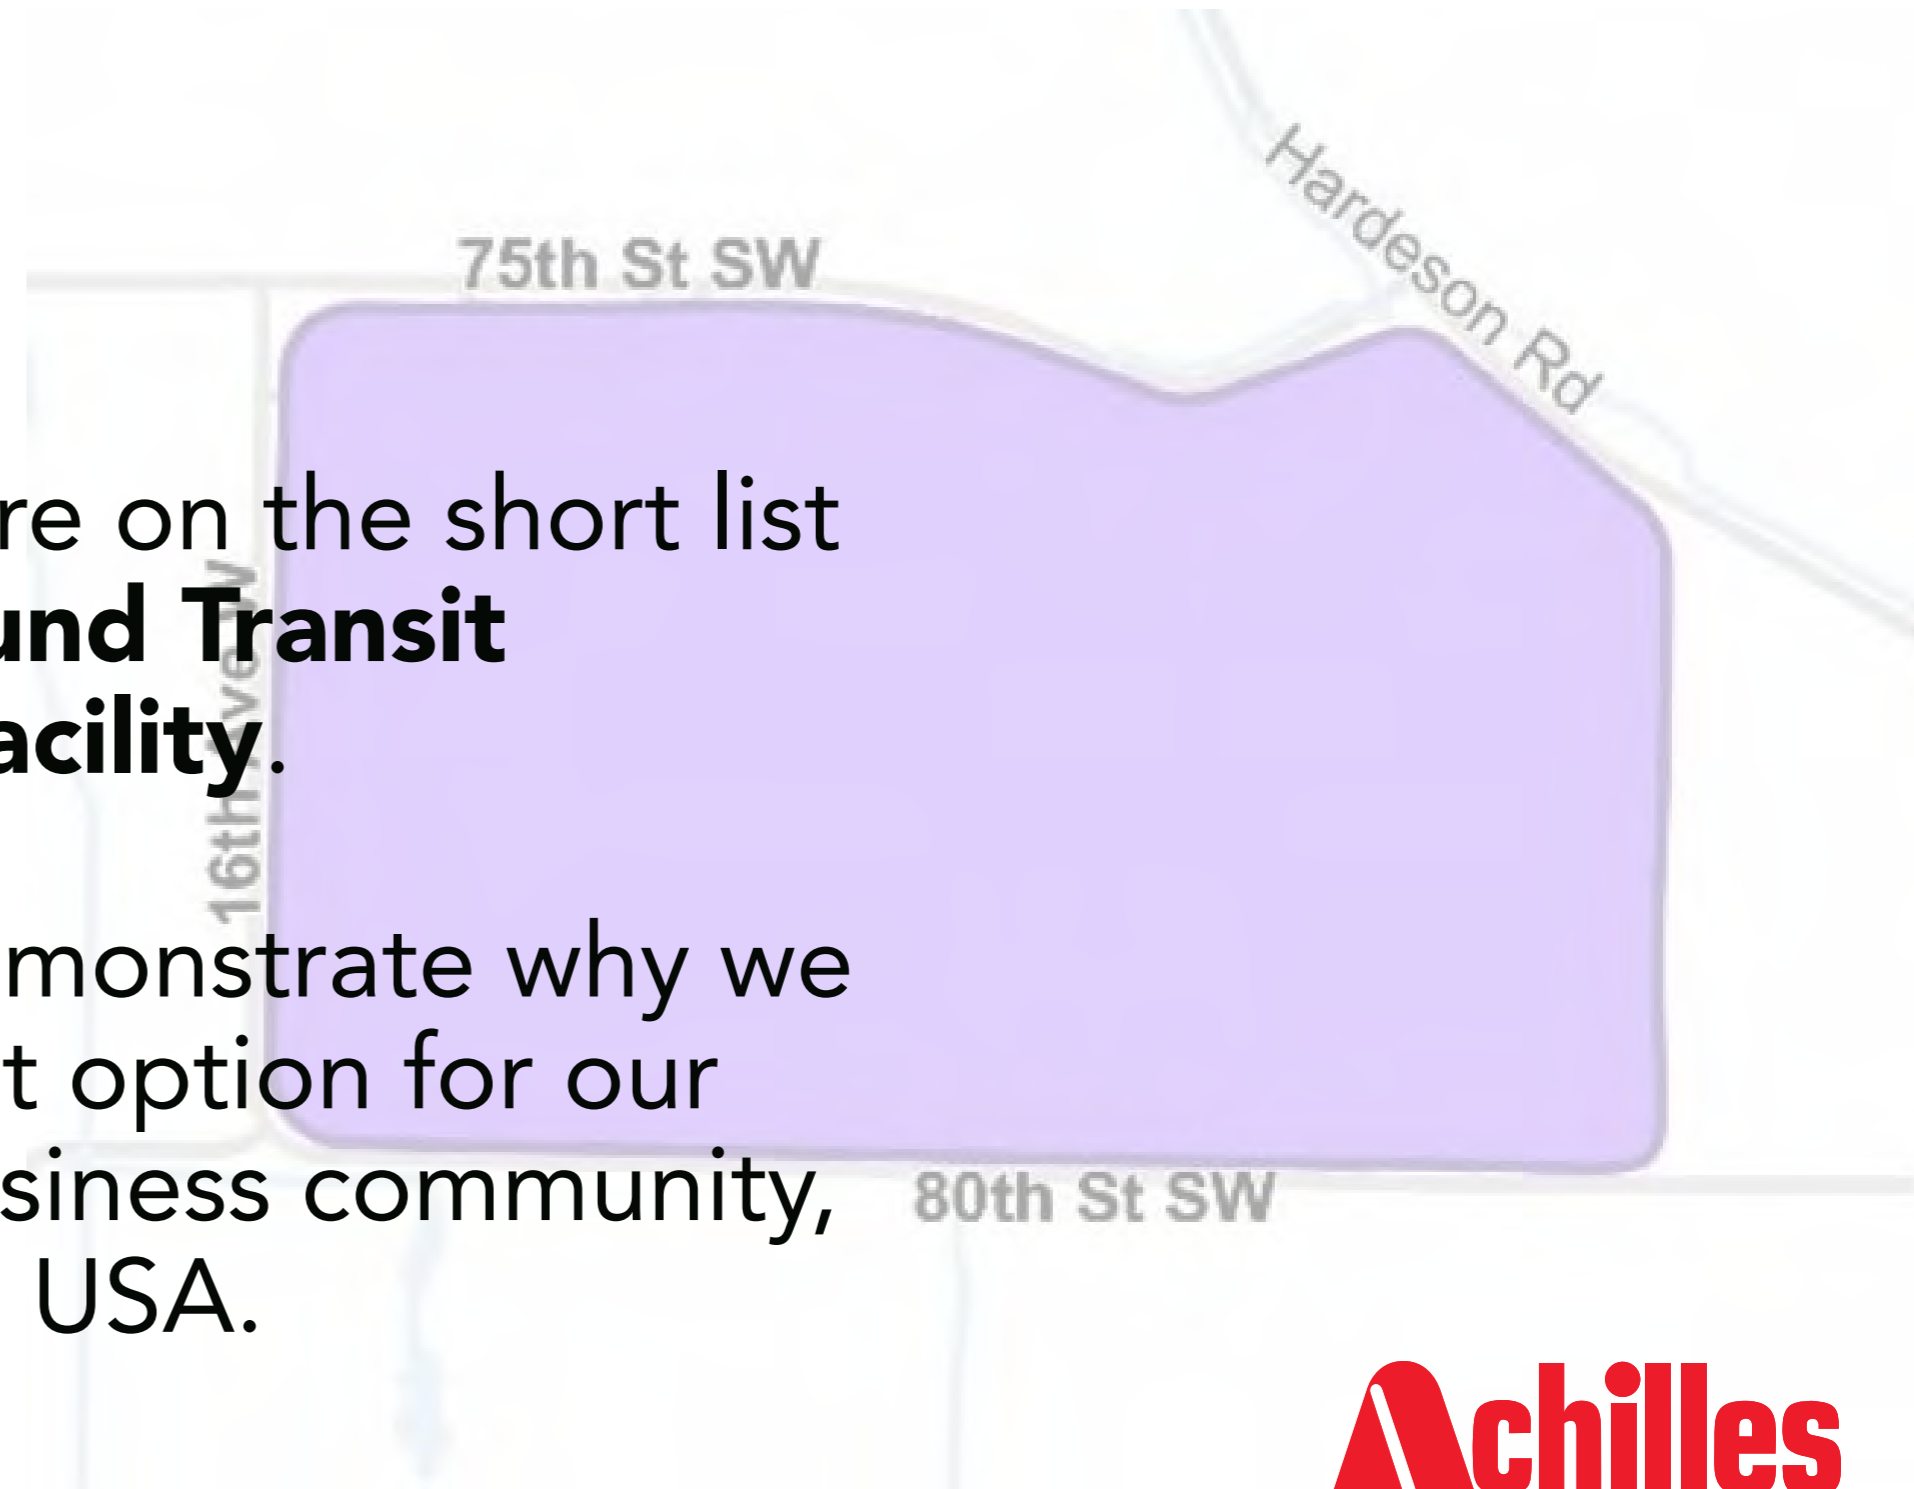 Hardeson Rd
75th St SW
re on the short list
und Transit
acility.
16th Ave W
monstrate why we
t option for our
siness community,
USA.
80th St SW
Achilles